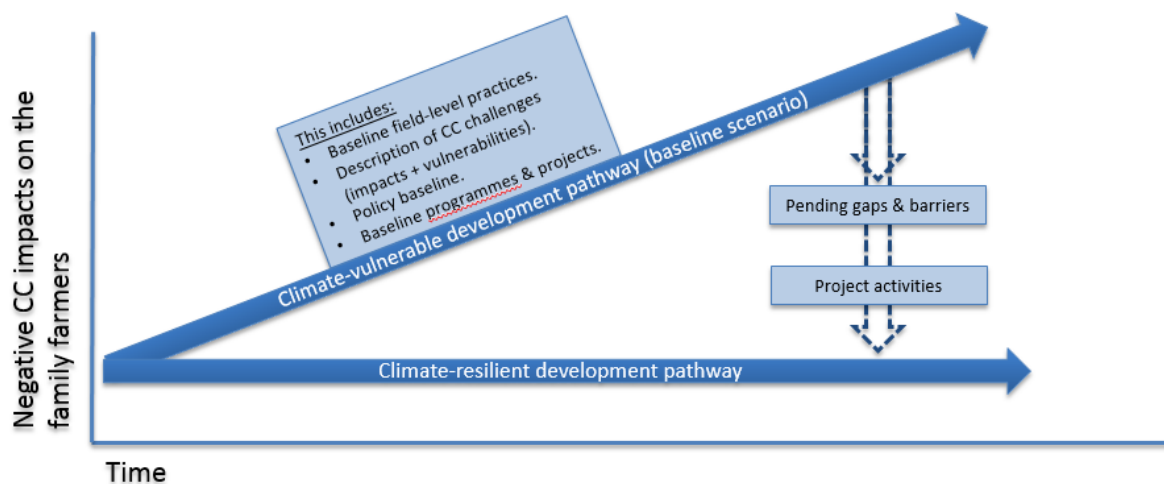 Negative CC impacts on the
family farmers
This includes:
• Baseline field-level practices.
• Description of CC challenges
(impacts + vulnerabilities).
• Policy baseline.
• Baseline programmes & projects.
Climate-vulnerable development pathway (baseline scenario)
Pending gaps & barriers
Project activities
Climate-resilient development pathway
Time